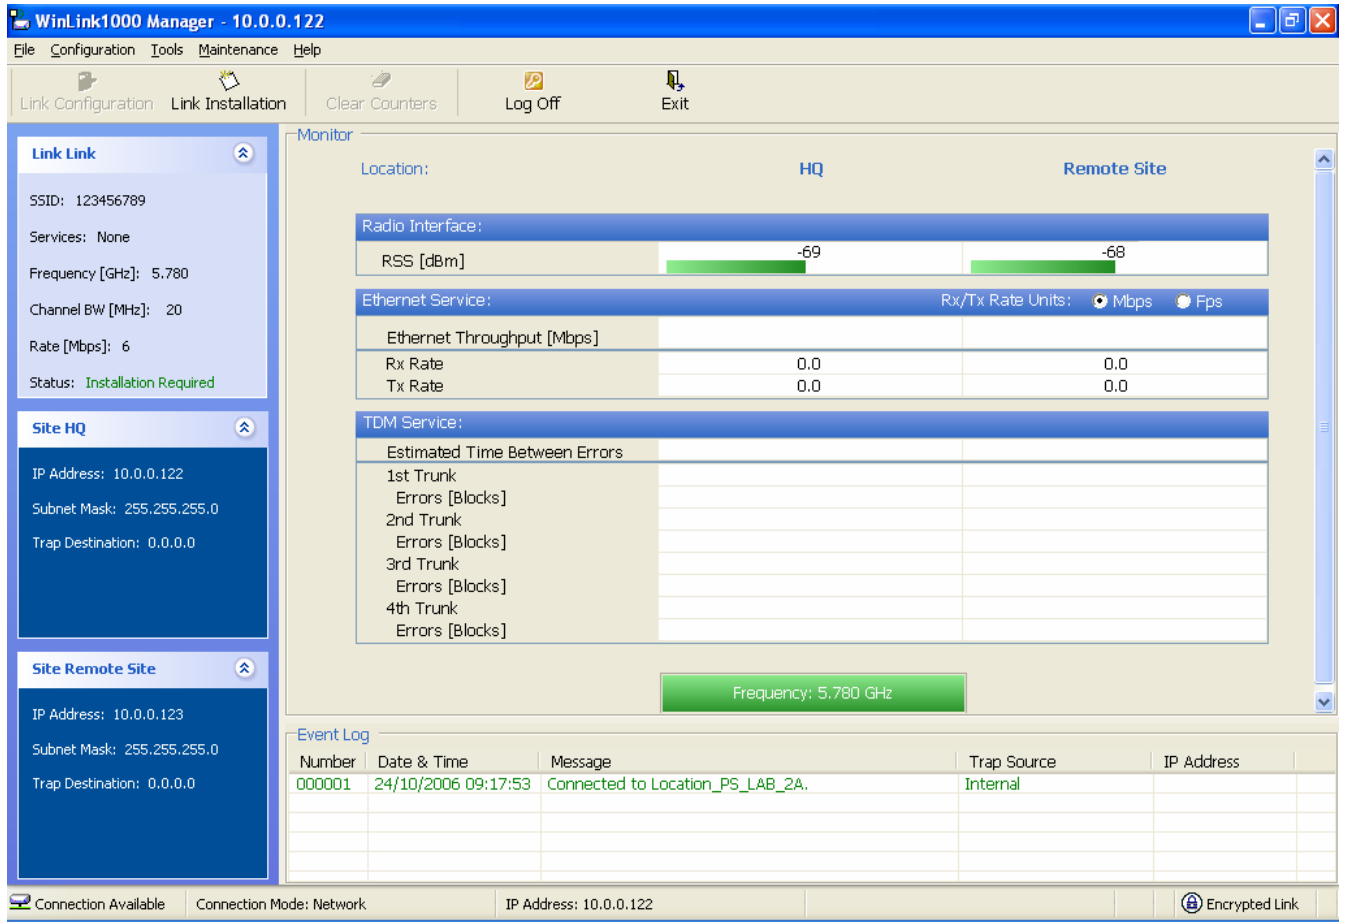 WinLink1000 Manager - 10.0.0.122
File Configuration Tools Maintenance Help
Link Configuration Link Installation Clear Counters Log Off Exit
Link Link
SSID: 123456789
Services: None
Frequency [GHz]: 5.780
Channel BW [MHz]: 20
Rate [Mbps]: 6
Status: Installation Required
Site HQ
IP Address: 10.0.0.122
Subnet Mask: 255.255.255.0
Trap Destination: 0.0.0.0
Site Remote Site
IP Address: 10.0.0.123
Subnet Mask: 255.255.255.0
Trap Destination: 0.0.0.0
Monitor
Location: HQ Remote Site
Radio Interface:
RSS [dBm] -69 -68
Ethernet Service: Rx/Tx Rate Units: Mbps Fps
Ethernet Throughput [Mbps]
Rx Rate 0.0 0.0
Tx Rate 0.0 0.0
TDM Service:
Estimated Time Between Errors
1st Trunk
Errors [Blocks]
2nd Trunk
Errors [Blocks]
3rd Trunk
Errors [Blocks]
4th Trunk
Errors [Blocks]
Frequency: 5.780 GHz
Event Log
Number Date & Time Message Trap Source IP Address
000001 24/10/2006 09:17:53 Connected to Location_PS_LAB_2A. Internal
Connection Available Connection Mode: Network IP Address: 10.0.0.122 Encrypted Link